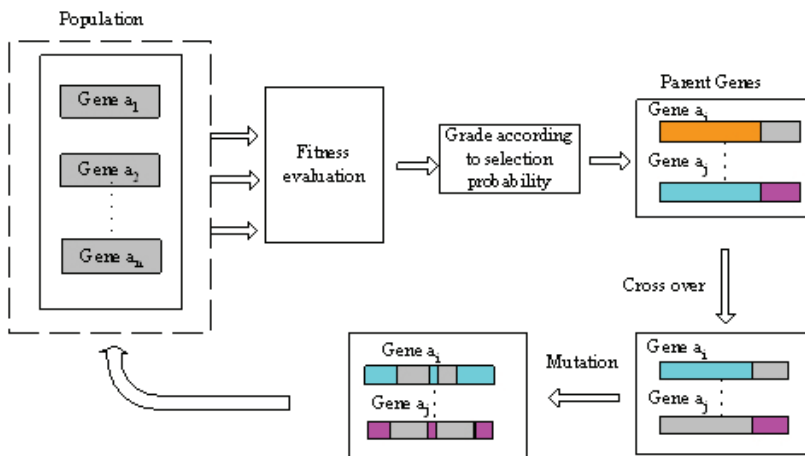 Population
Gene a1
Gene a2
Gene an
Fitness
evaluation
Grade according
to selection
probability
Parent Genes
Gene ai
Gene aj
Cross over
Gene ai
Gene aj
Mutation
Gene ai
Gene aj